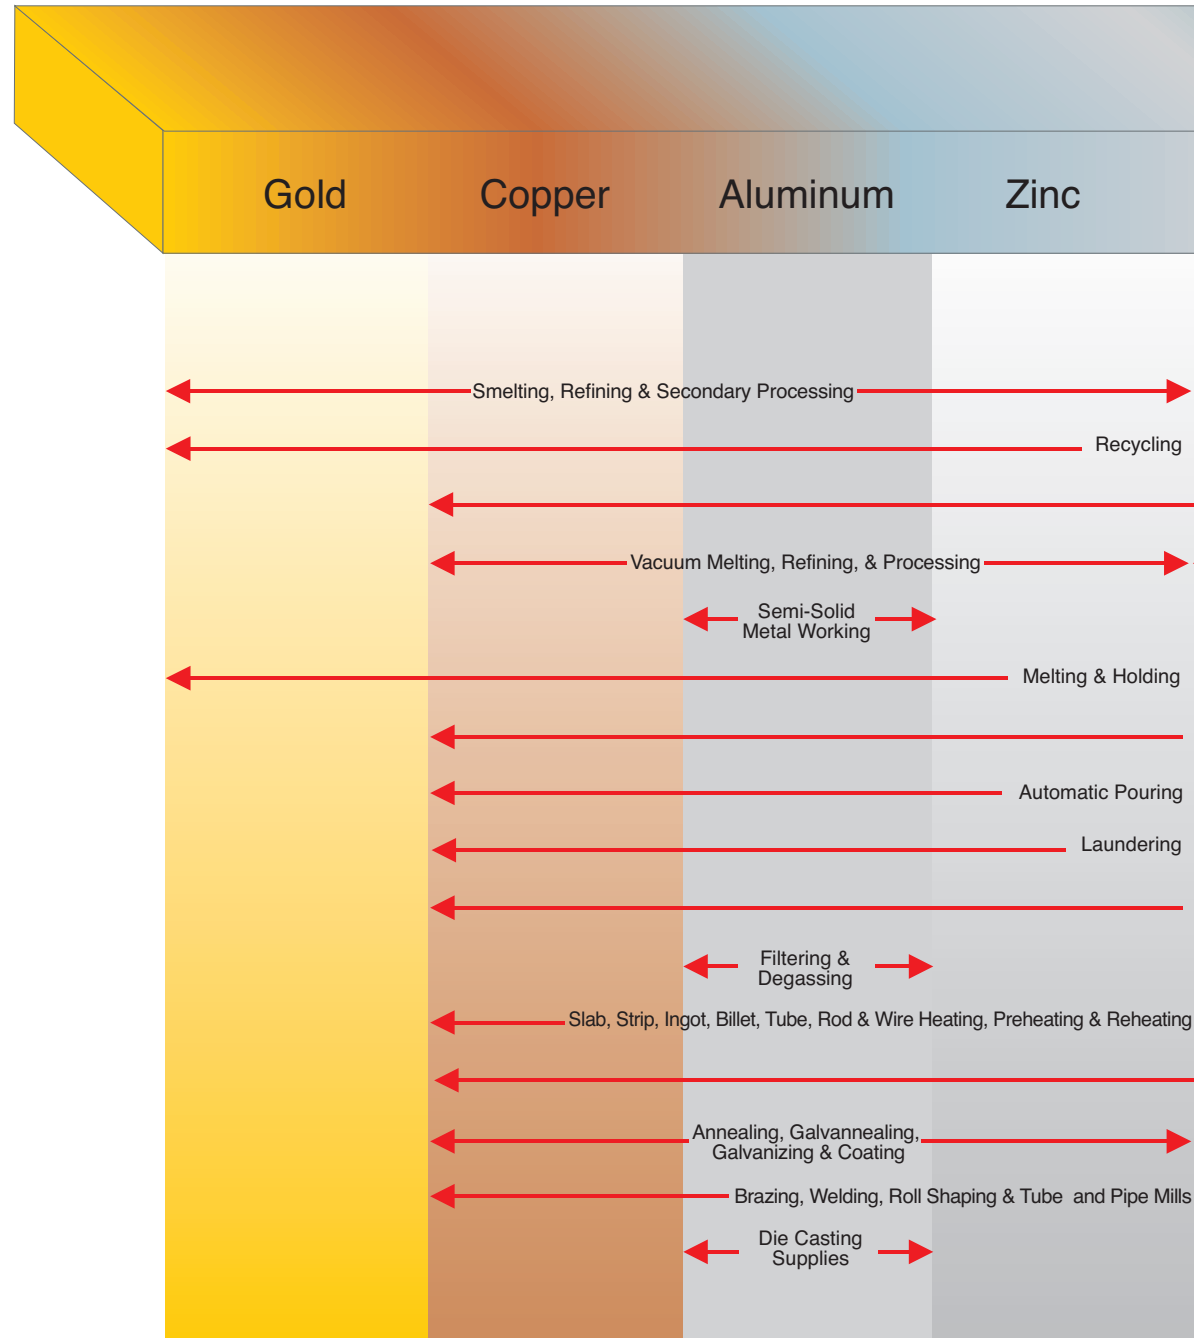 Gold
Copper
Aluminum
Zinc
Smelting, Refining & Secondary Processing
Recycling
Vacuum Melting, Refining, & Processing
Semi-Solid
Metal Working
Melting & Holding
Automatic Pouring
Laundering
Filtering &
Degassing
Slab, Strip, Ingot, Billet, Tube, Rod & Wire Heating, Preheating & Reheating
Annealing, Galvannealing,
Galvanizing & Coating
Brazing, Welding, Roll Shaping & Tube and Pipe Mills
Die Casting
Supplies